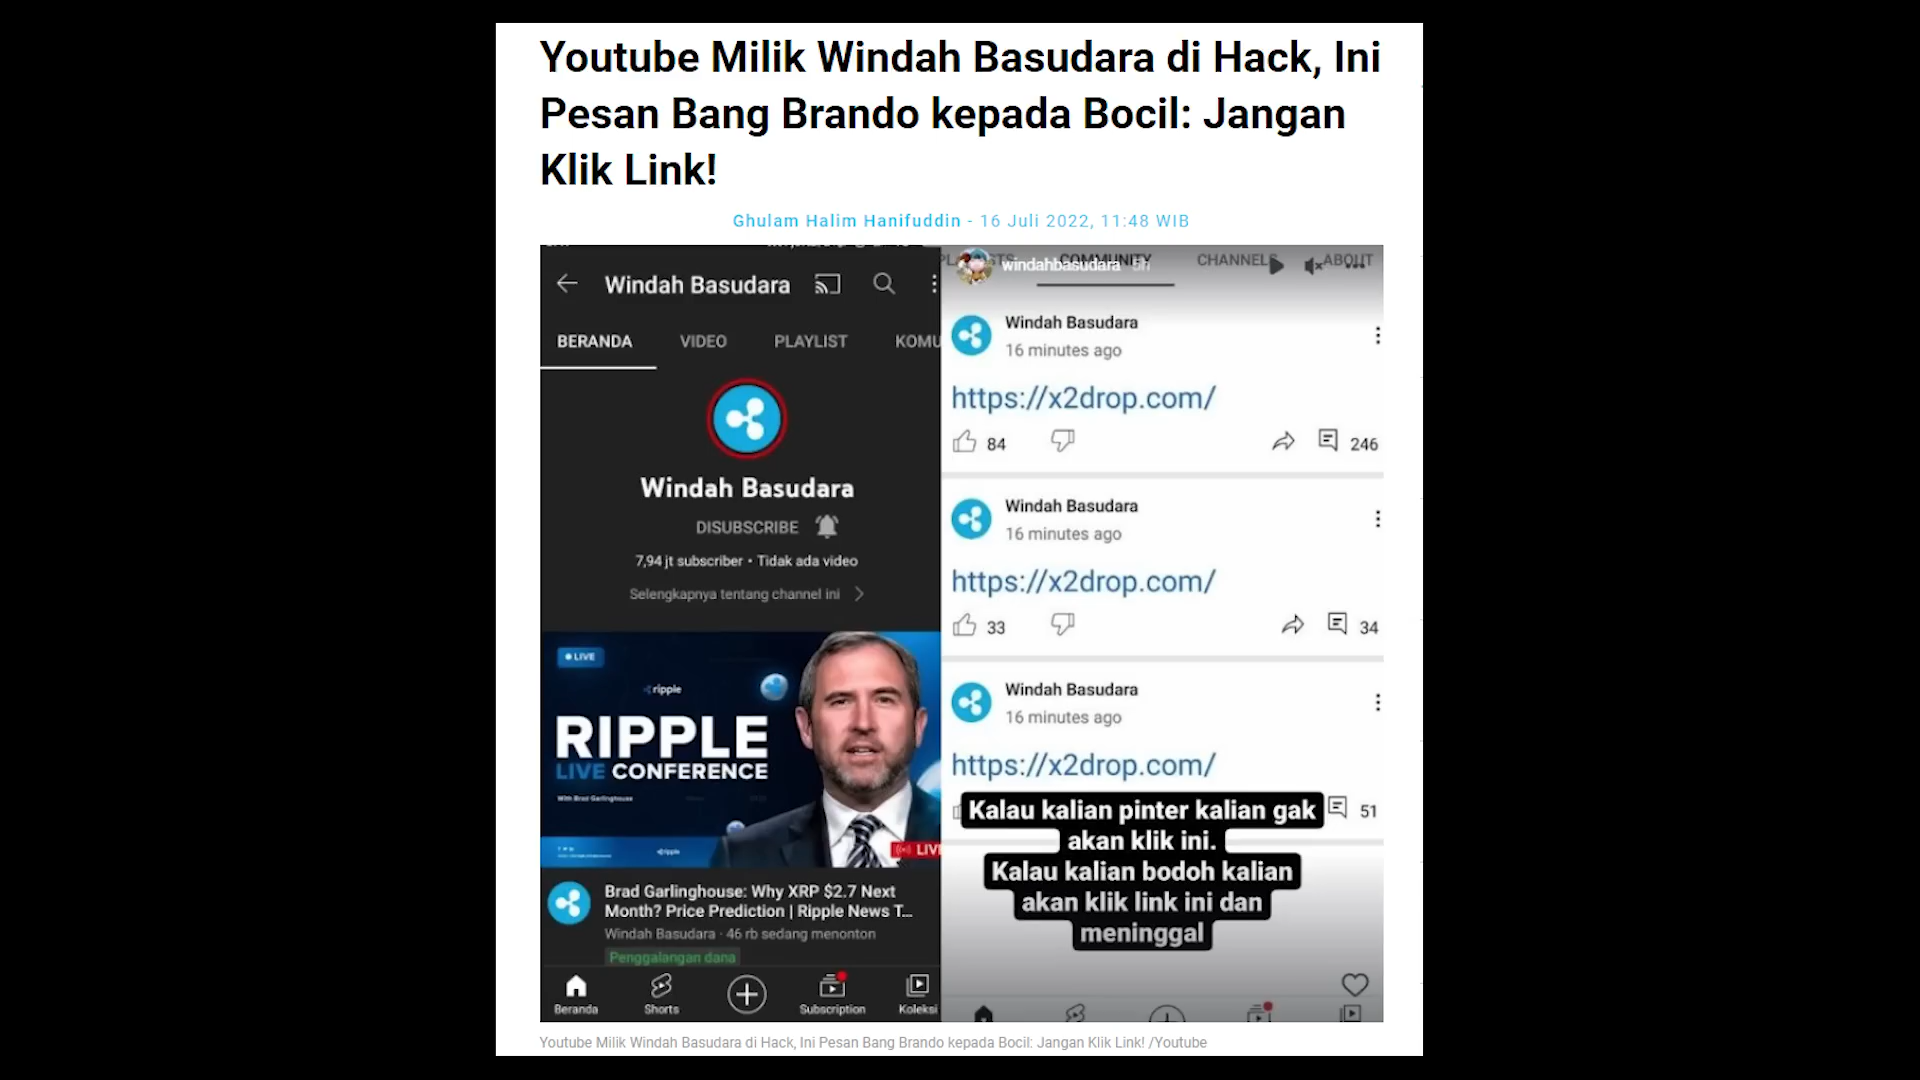 Youtube Milik Windah Basudara di Hack, Ini
Pesan Bang Brando kepada Bocil: Jangan
Klik Link!
Ghulam Halim Hanifuddin - 16 Juli 2022, 11:48 WIB
Windah Basudara
BERANDA
VIDEO
PLAYLIST
KOMU
Windah Basudara
DISUBSCRIBE
7,94 jt subscriber • Tidak ada video
Selengkapnya tentang channel ini
LIVE
ripple
RIPPLE
LIVE CONFERENCE
With Brad Garlinghouse
ripple
LIV
Brad Garlinghouse: Why XRP $2.7 Next
Month? Price Prediction | Ripple News T...
Windah Basudara · 46 rb sedang menonton
Penggalangan dana
Beranda
Shorts
Subscription
Koleksi
COMMUNITY
CHANNELS
ABOUT
windahbasudara
Windah Basudara
16 minutes ago
https://x2drop.com/
84
246
Windah Basudara
16 minutes ago
https://x2drop.com/
33
34
Windah Basudara
16 minutes ago
https://x2drop.com/
51
Kalau kalian pinter kalian gak
akan klik ini.
Kalau kalian bodoh kalian
akan klik link ini dan
meninggal
Youtube Milik Windah Basudara di Hack, Ini Pesan Bang Brando kepada Bocil: Jangan Klik Link! /Youtube